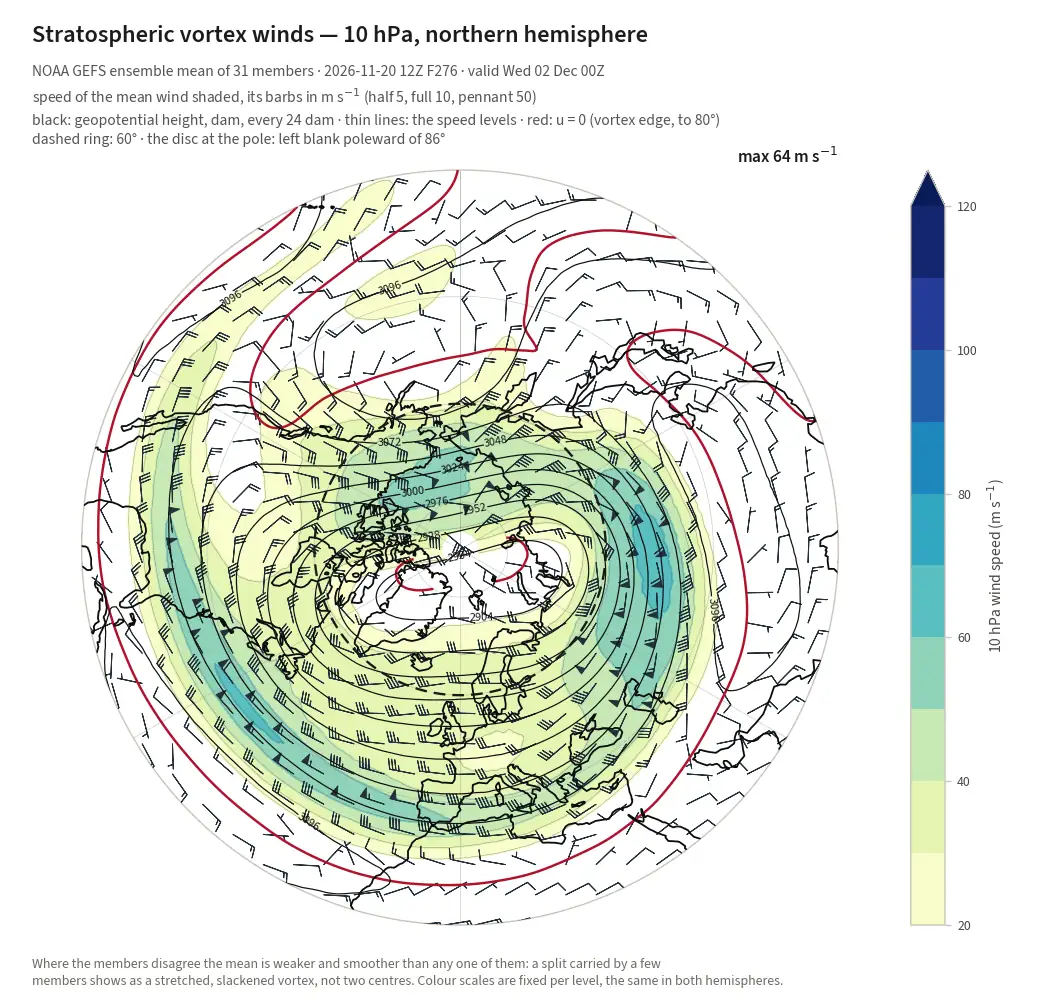 Stratospheric vortex winds — 10 hPa, northern hemisphere
NOAA GEFS ensemble mean of 31 members · 2026-11-20 12Z F276 · valid Wed 02 Dec 00Z
speed of the mean wind shaded, its barbs in m s⁻¹ (half 5, full 10, pennant 50)
black: geopotential height, dam, every 24 dam · thin lines: the speed levels · red: u = 0 (vortex edge, to 80°)
dashed ring: 60° · the disc at the pole: left blank poleward of 86°
max 64 m s⁻¹
120
100
80
60
40
20
10 hPa wind speed (m s⁻¹)
3096
3096
3072
3048
3024
3000
2976
2952
2904
3096
3096
Where the members disagree the mean is weaker and smoother than any one of them: a split carried by a few
members shows as a stretched, slackened vortex, not two centres. Colour scales are fixed per level, the same in both hemispheres.